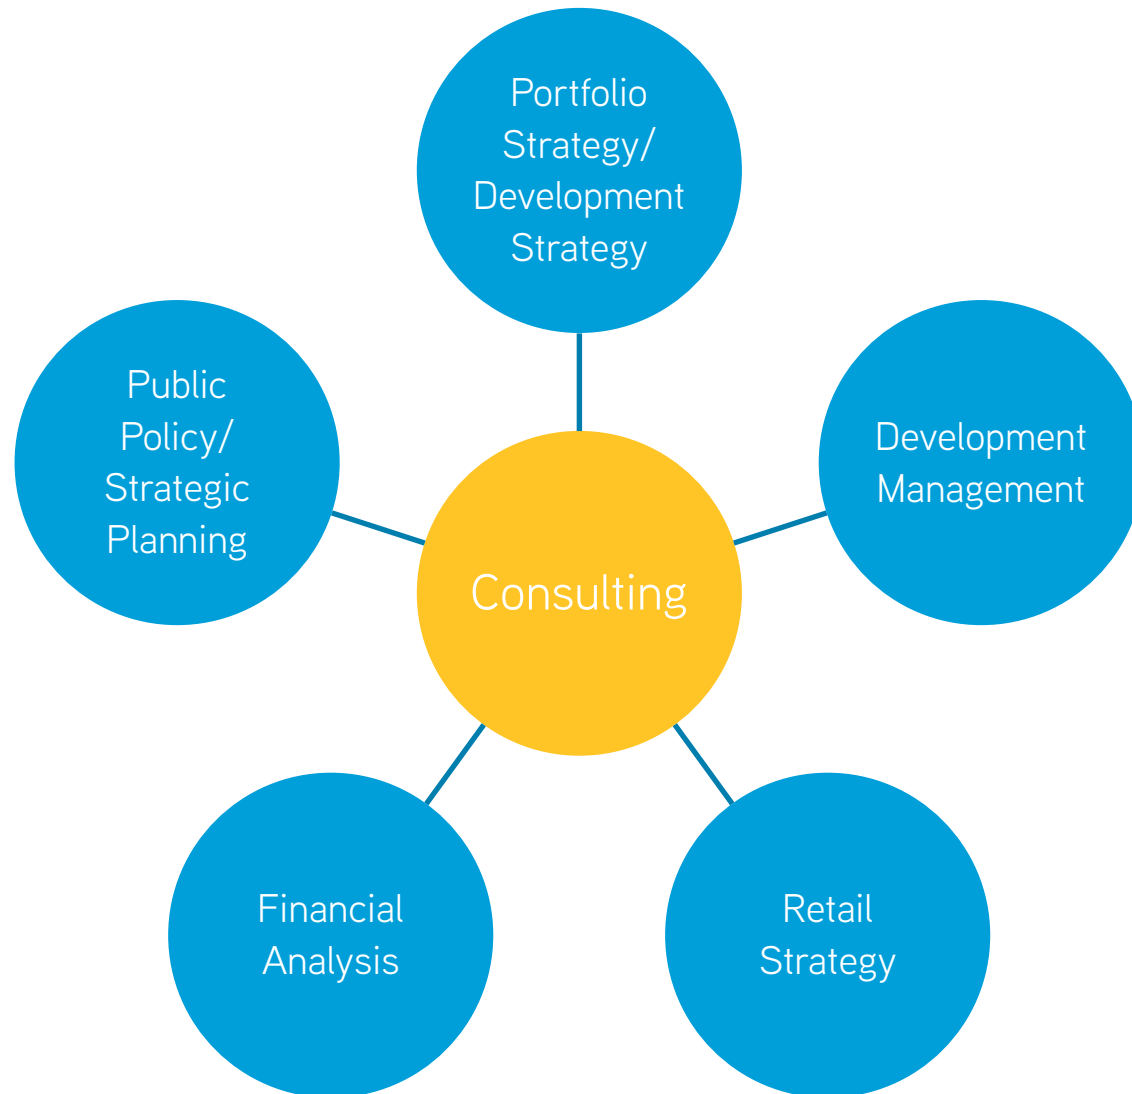 Portfolio
Strategy/
Development
Strategy
Public
Policy/
Strategic
Planning
Development
Management
Consulting
Financial
Analysis
Retail
Strategy